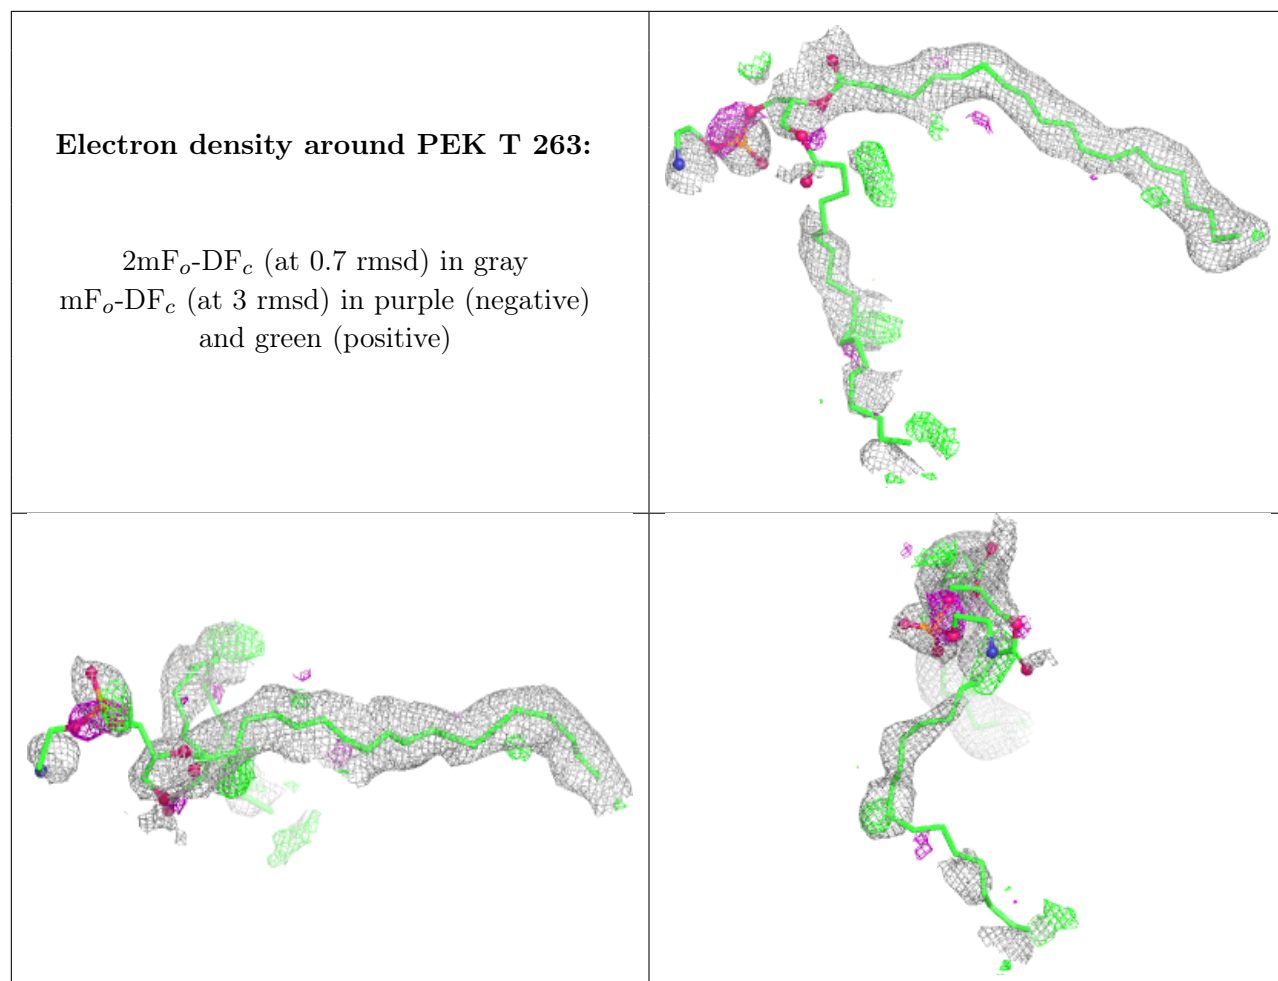 Electron density around PEK T 263:
2mFo-DFc (at 0.7 rmsd) in gray
mFo-DFc (at 3 rmsd) in purple (negative)
and green (positive)